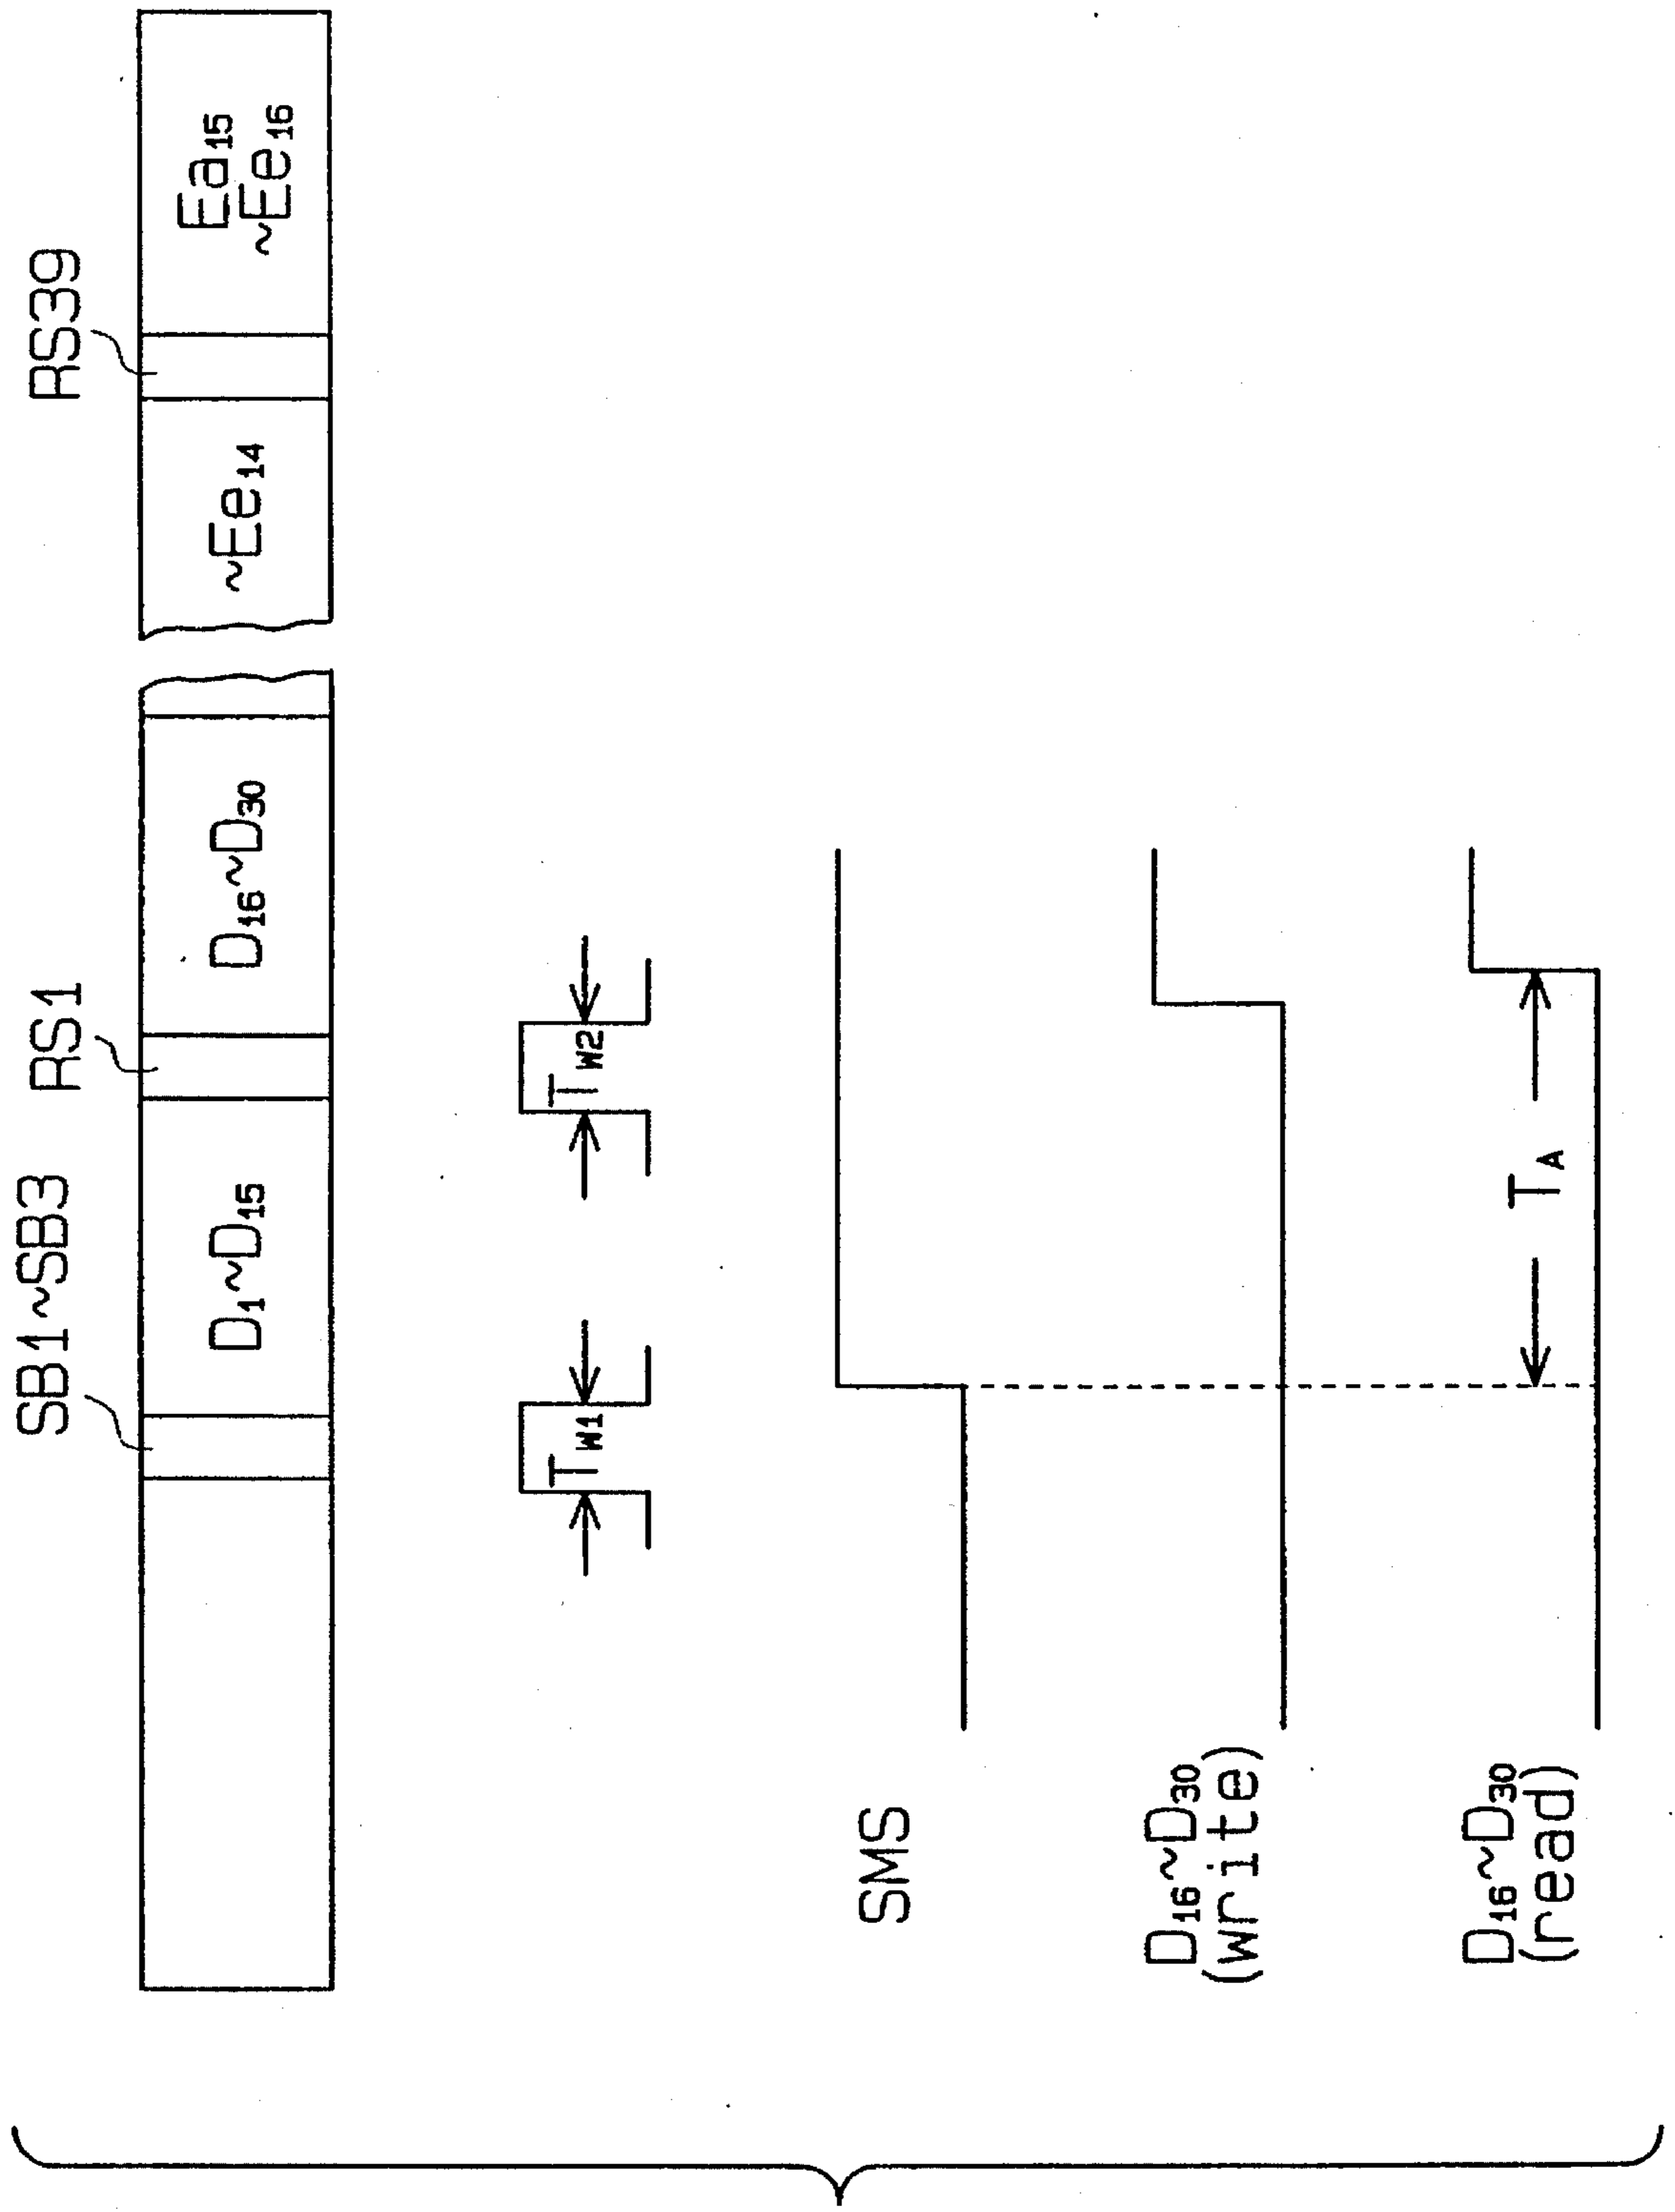 SB1~SB3
RS1
RS39
D₁~D₁₅
D₁₆~D₃₀
~Ee₁₄
Ea₁₅
~Ee₁₆
Tw₁
Tw₂
SMS
D₁₆~D₃₀
(write)
D₁₆~D₃₀
(read)
T_A